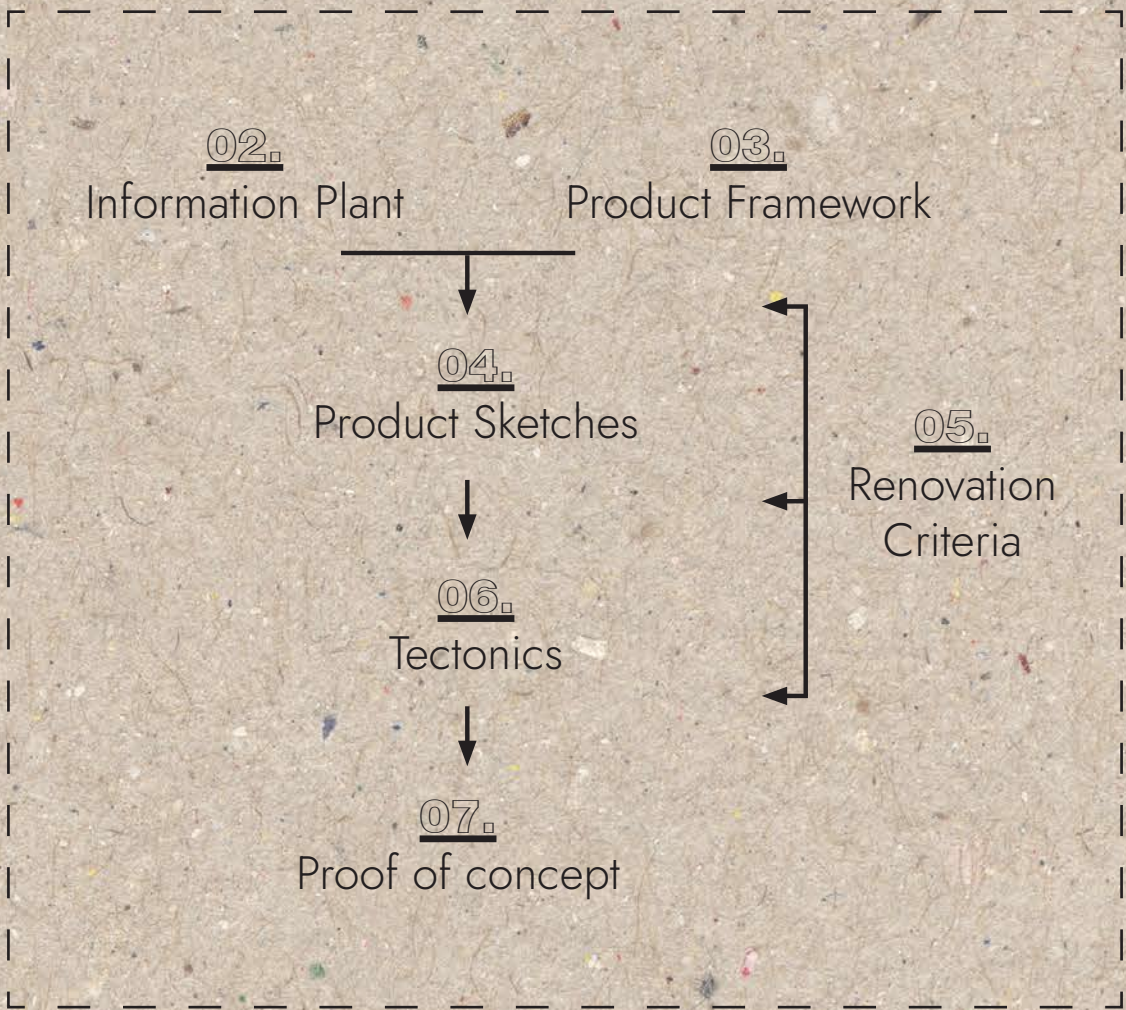 02.
Information Plant
03.
Product Framework
04.
Product Sketches
05.
Renovation
Criteria
06.
Tectonics
07.
Proof of concept